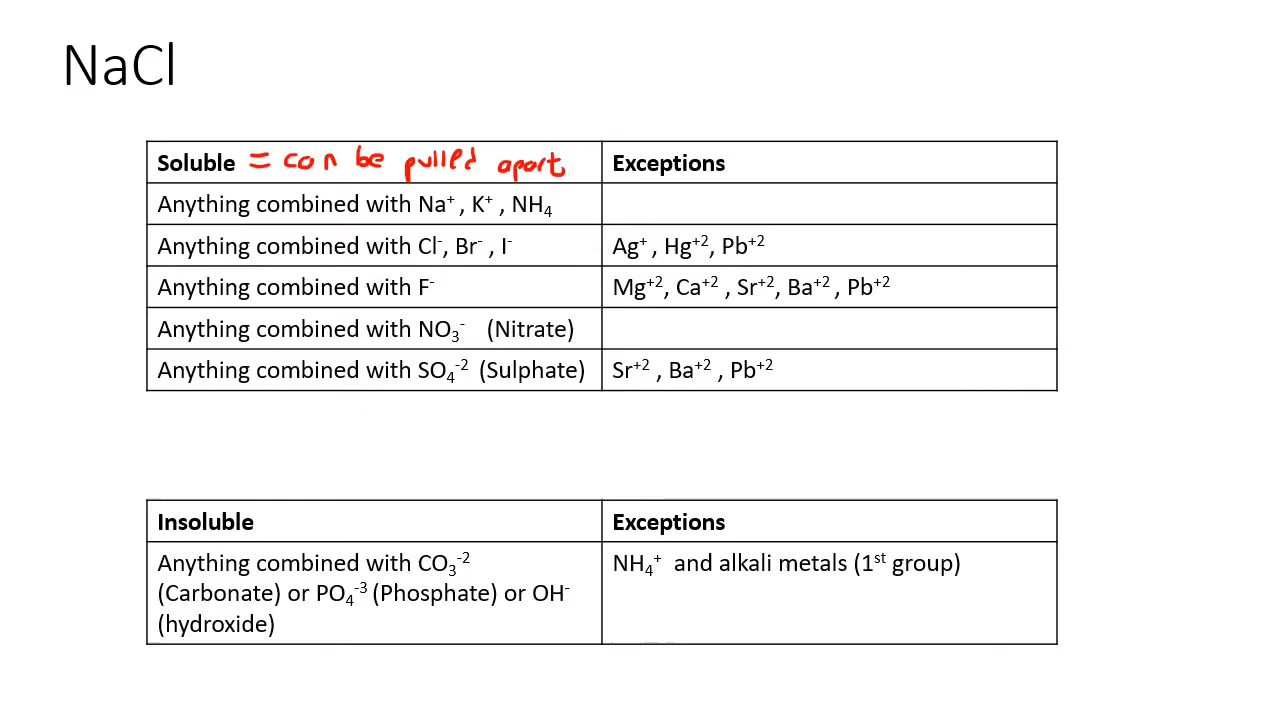 NaCl
Soluble = can be pulled apart Exceptions
Anything combined with Na⁺ , K⁺ , NH₄
Anything combined with Cl⁻, Br⁻ , I⁻ Ag⁺ , Hg⁺², Pb⁺²
Anything combined with F⁻ Mg⁺², Ca⁺² , Sr⁺², Ba⁺² , Pb⁺²
Anything combined with NO₃⁻ (Nitrate)
Anything combined with SO₄⁻² (Sulphate) Sr⁺² , Ba⁺² , Pb⁺²
Insoluble Exceptions
Anything combined with CO₃⁻² NH₄⁺ and alkali metals (1ˢᵗ group)
(Carbonate) or PO₄⁻³ (Phosphate) or OH⁻
(hydroxide)